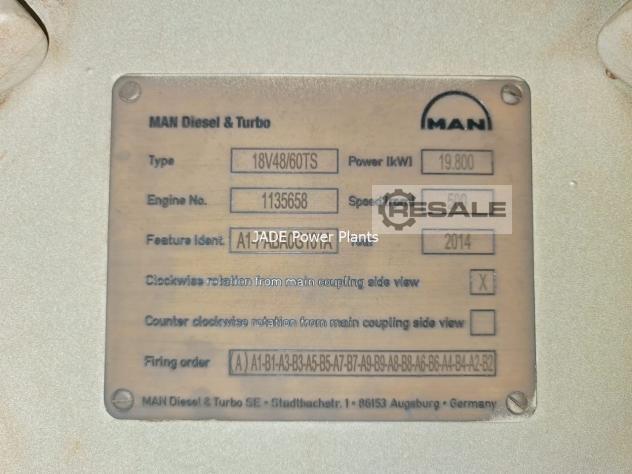 MAN Diesel & Turbo
MAN
Type 18V48/60TS Power [kW] 19.800
Engine No. 1135658 Speed
RESALE
Feature Ident. 2014
JADE Power Plants
Clockwise rotation from main coupling side view X
Counter clockwise rotation from main coupling side view
Firing order (A) A1-B1-A3-B3-A5-B5-A7-B7-A9-B9-A8-B8-A6-B6-A4-B4-A2-B2
MAN Diesel & Turbo SE • Stadtbachstr. 1 • 86153 Augsburg • Germany